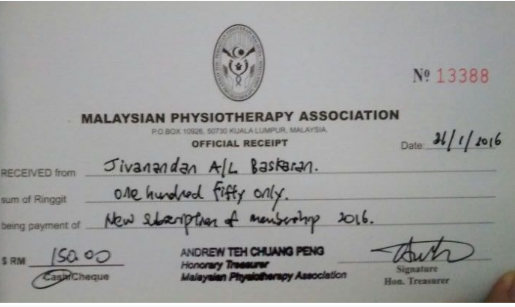 Nº 13388
MALAYSIAN PHYSIOTHERAPY ASSOCIATION
P.O.BOX 10926, 50730 KUALA LUMPUR, MALAYSIA.
OFFICIAL RECEIPT
Date: 26/1/2016
RECEIVED from Jivanandan A/L Baskaran.
sum of Ringgit one hundred fifty only.
being payment of New subscription of membership 2016.
$ RM 150.00
Cash/Cheque
ANDREW TEH CHUANG PENG
Honorary Treasurer
Malaysian Physiotherapy Association
Signature
Hon. Treasurer